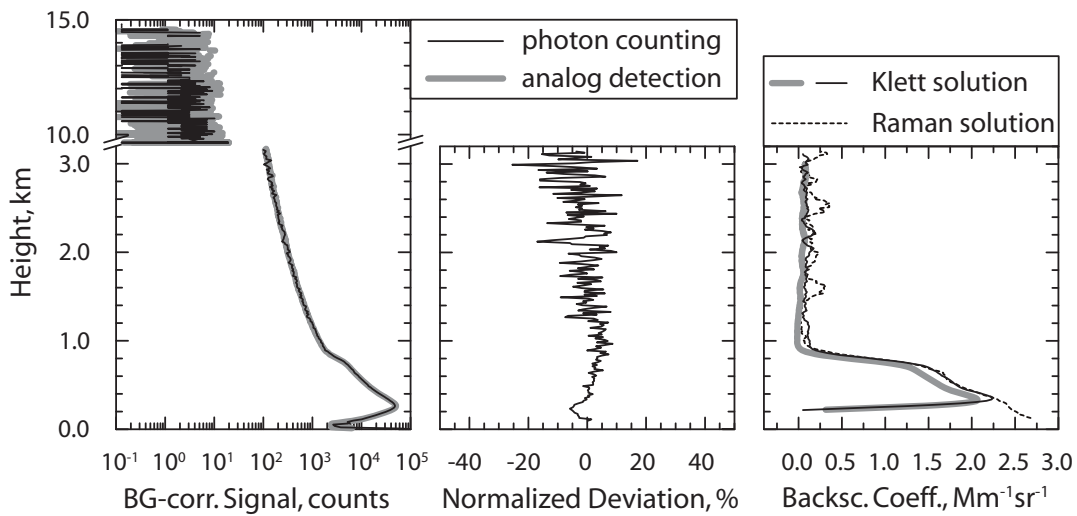 15.0
10.0
3.0
2.0
1.0
0.0
Height, km
10⁻¹ 10⁰ 10¹ 10² 10³ 10⁴ 10⁵
BG-corr. Signal, counts
photon counting
analog detection
-40 -20 0 20 40
Normalized Deviation, %
Klett solution
Raman solution
0.0 0.5 1.0 1.5 2.0 2.5 3.0
Backsc. Coeff., Mm⁻¹sr⁻¹